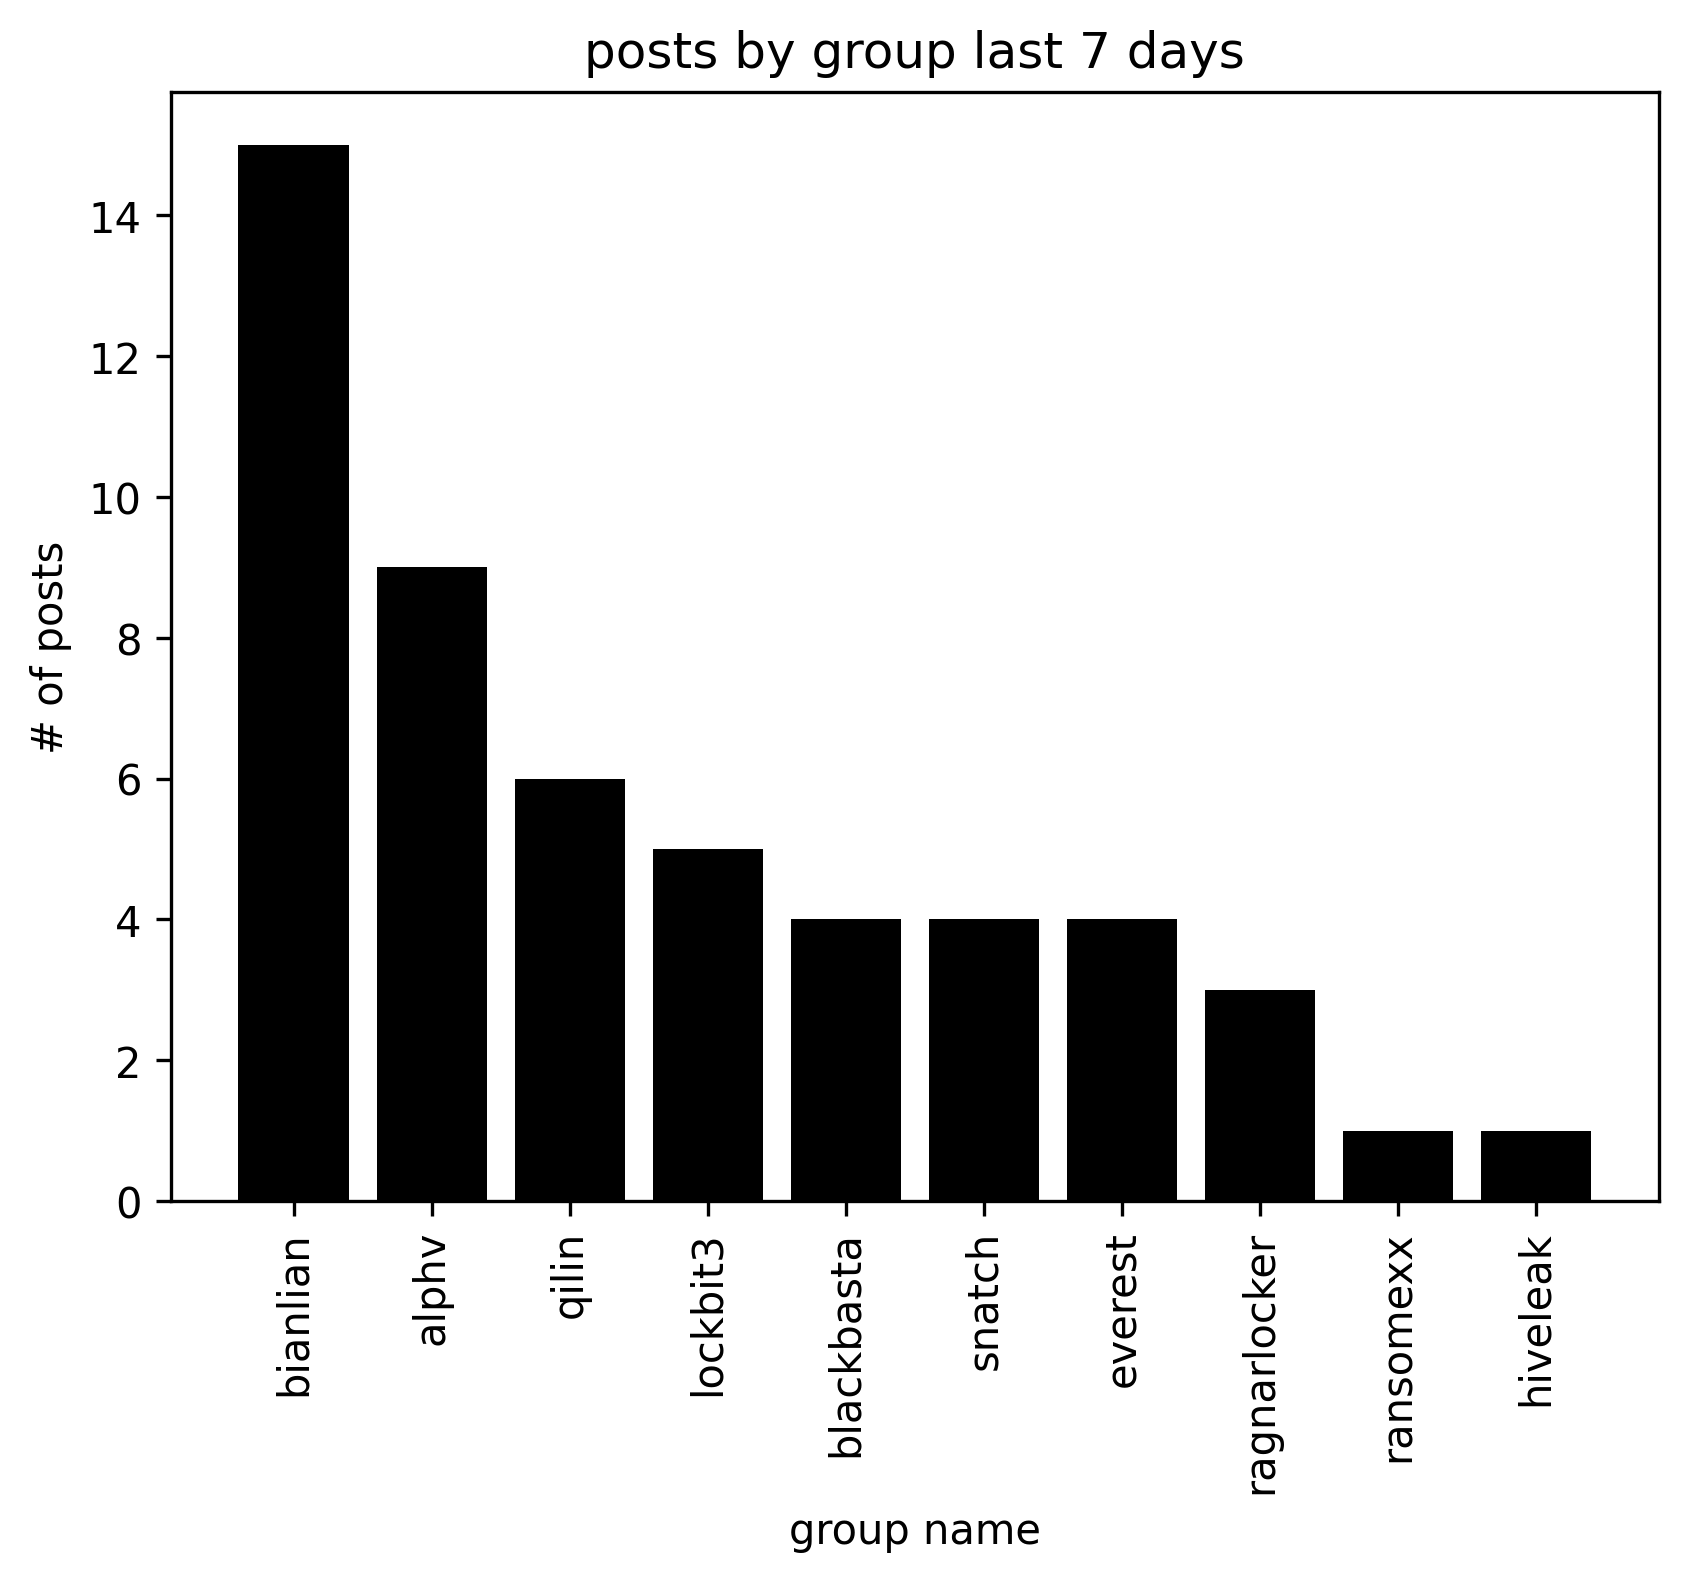 posts by group last 7 days
# of posts
14
12
10
8
6
4
2
0
bianlian
alphv
qilin
lockbit3
blackbasta
snatch
everest
ragnarlocker
ransomexx
hiveleak
group name